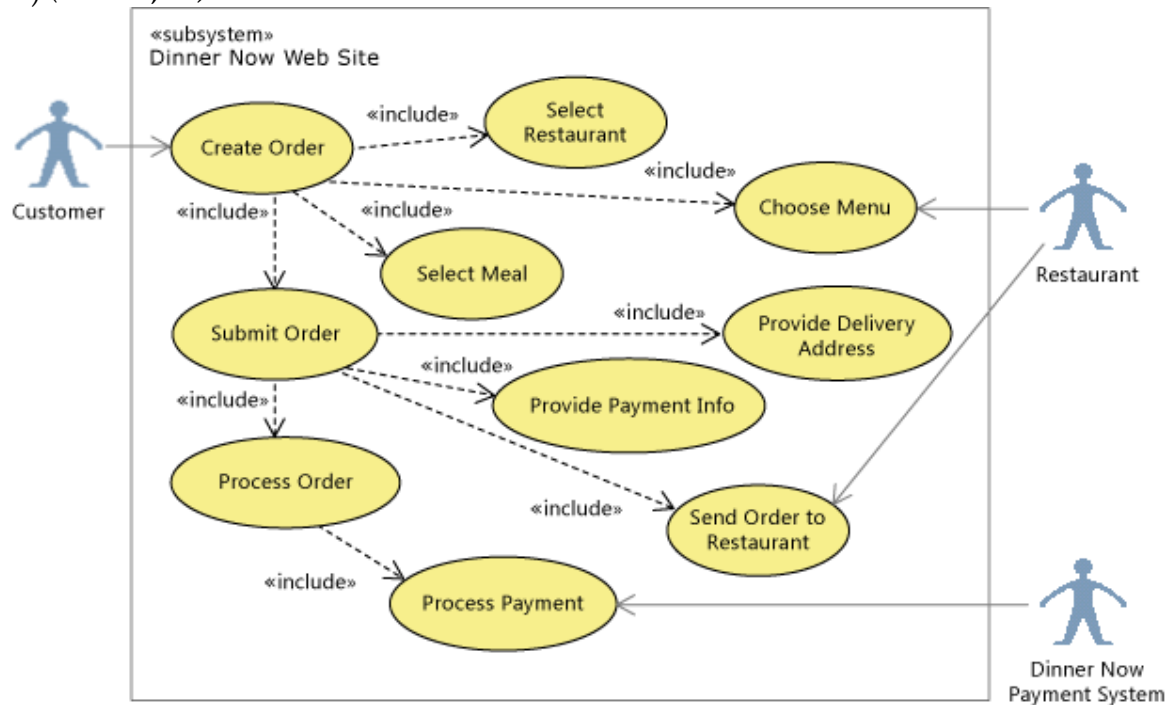 «subsystem»
Dinner Now Web Site
Select
Restaurant
«include»
Create Order
«include»
Choose Menu
Customer
«include»
«include»
Select Meal
Restaurant
«include»
Provide Delivery
Address
Submit Order
«include»
Provide Payment Info
«include»
Process Order
«include»
Send Order to
Restaurant
«include»
Process Payment
Dinner Now
Payment System